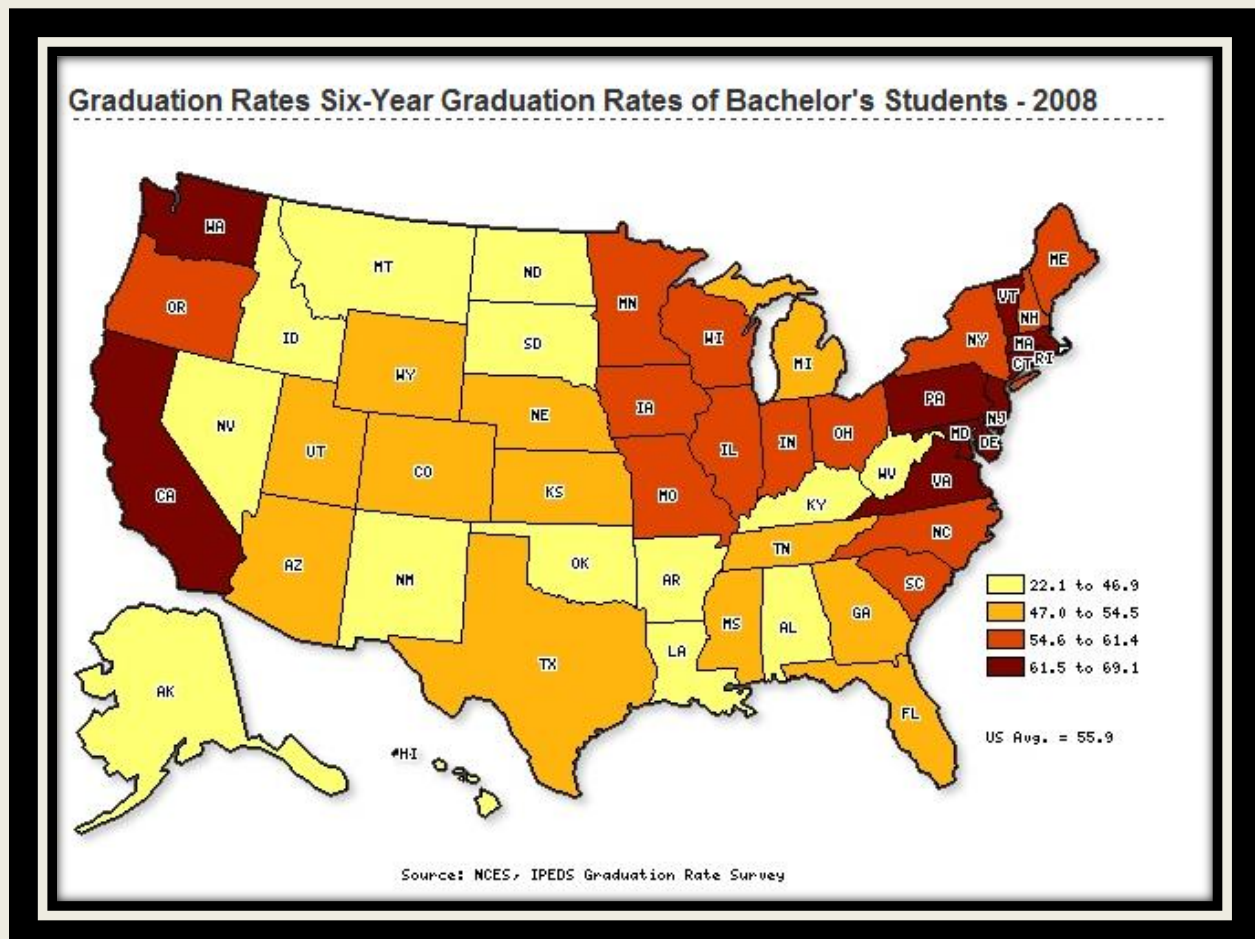 Graduation Rates Six-Year Graduation Rates of Bachelor's Students - 2008
WA
MT
ND
MN
ME
VT
NH
OR
ID
SD
WI
NY
MA
CT
RI
WY
MI
IA
NE
PA
NJ
NV
UT
CO
IL
IN
OH
MD
DE
CA
KS
MO
WV
VA
KY
AZ
NM
OK
AR
TN
NC
SC
MS
AL
GA
LA
TX
FL
AK
HI
22.1 to 46.9
47.0 to 54.5
54.6 to 61.4
61.5 to 69.1
US Avg. = 55.9
Source: NCES, IPEDS Graduation Rate Survey